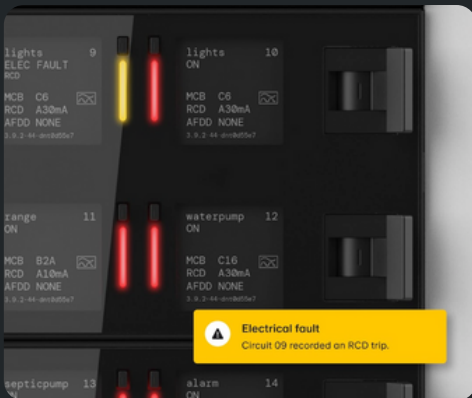 lights 9
ELEC FAULT
RCD
MCB C6
RCD A30mA
AFDD NONE
lights 10
ON
MCB C6
RCD A30mA
AFDD NONE
range 11
ON
MCB B2A
RCD A10mA
AFDD NONE
waterpump 12
ON
MCB C16
RCD A30mA
AFDD NONE
Electrical fault
Circuit 09 recorded an RCD trip.
septicpump 13
alarm 14